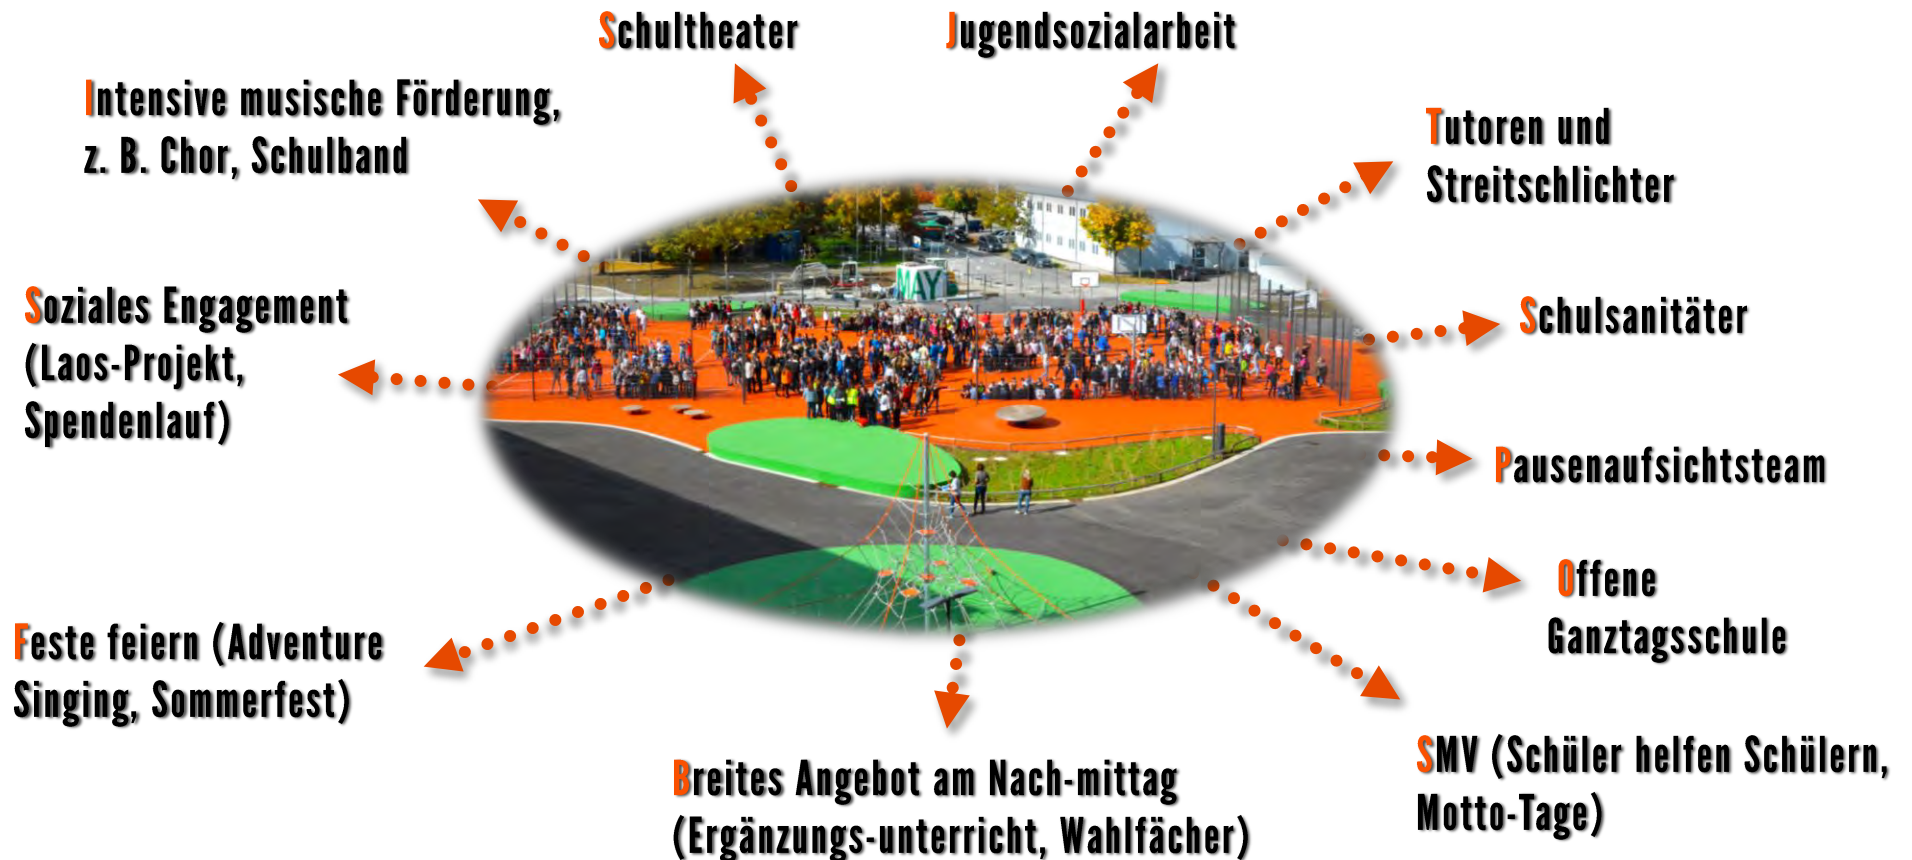 Schultheater
Jugendsozialarbeit
Intensive musische Förderung,
z. B. Chor, Schulband
Tutoren und
Streitschlichter
Soziales Engagement
(Laos-Projekt,
Spendenlauf)
Schulsanitäter
MAY
Pausenaufsichtsteam
Offene
Ganztagsschule
Feste feiern (Adventure
Singing, Sommerfest)
SMV (Schüler helfen Schülern,
Motto-Tage)
Breites Angebot am Nach-mittag
(Ergänzungs-unterricht, Wahlfächer)